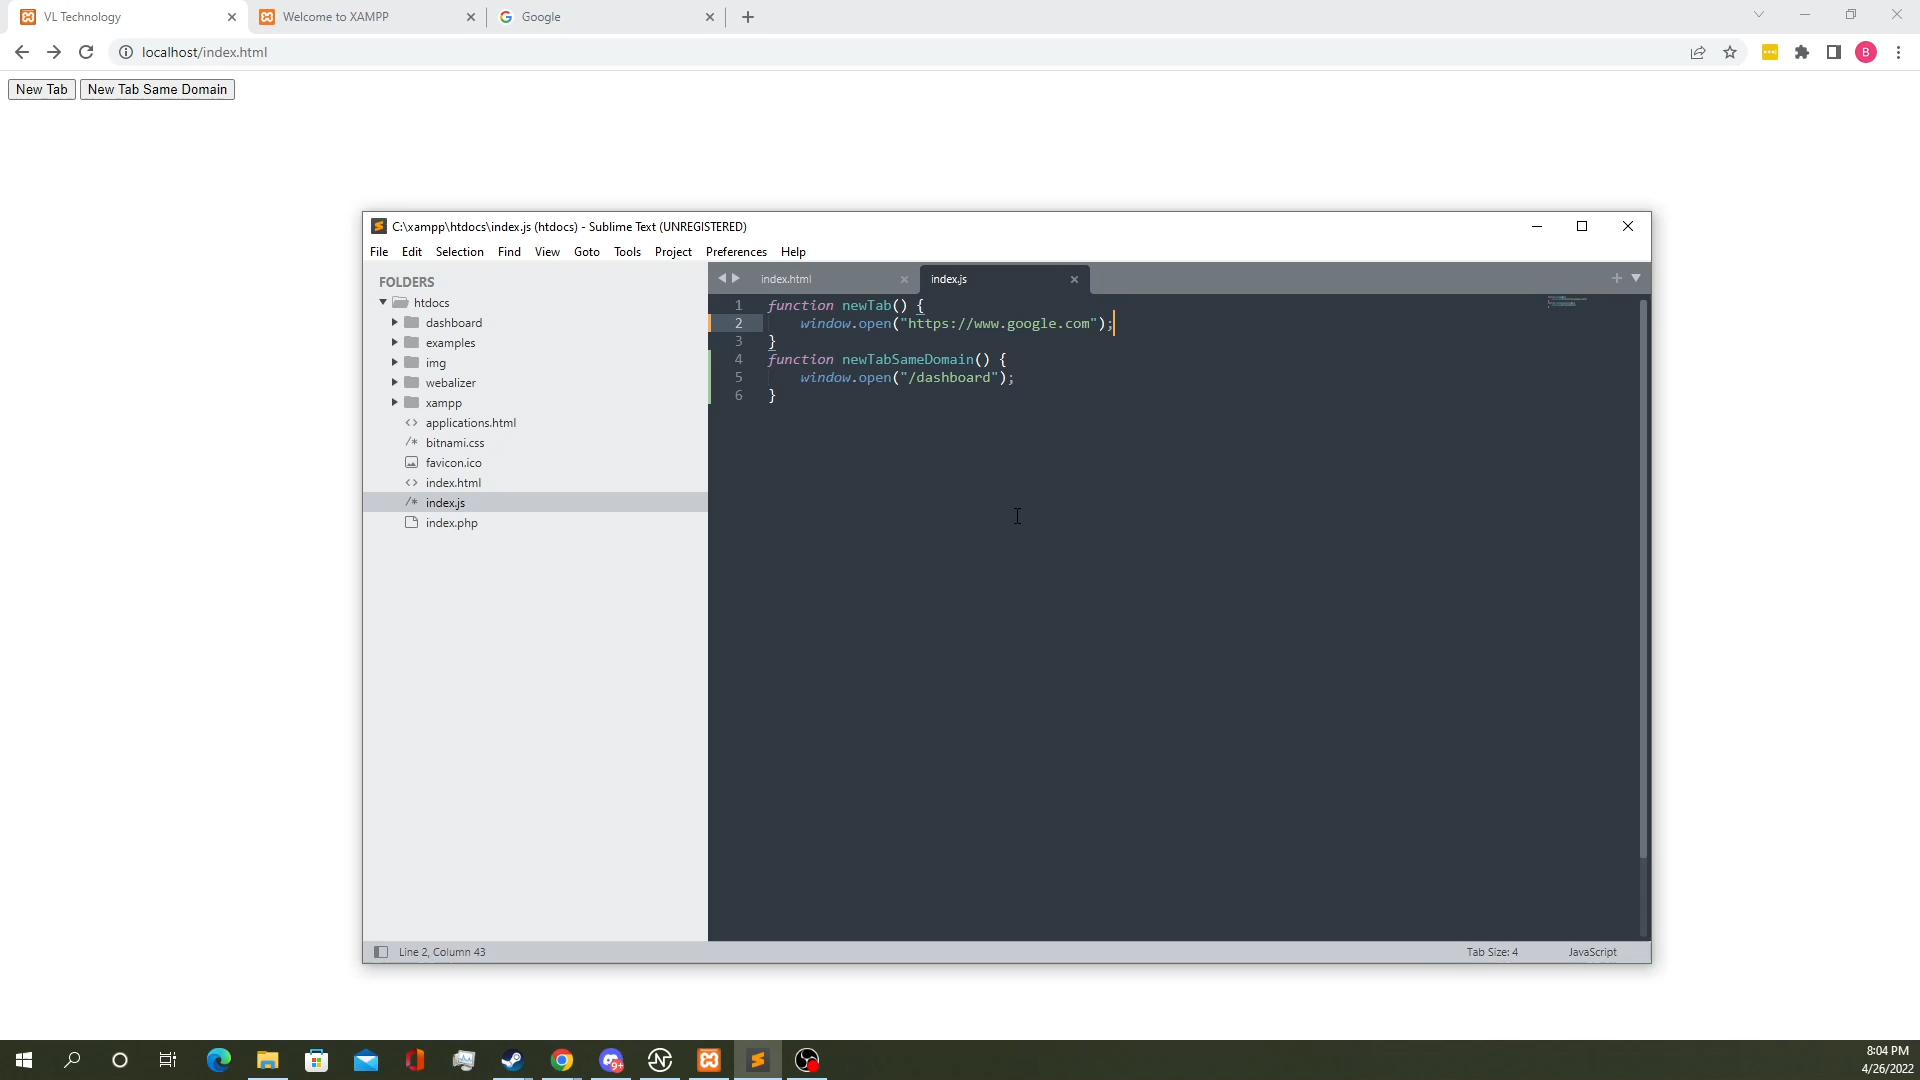 VL Technology
Welcome to XAMPP
Google
localhost/index.html
B
New Tab
New Tab Same Domain
C:\xampp\htdocs\index.js (htdocs) - Sublime Text (UNREGISTERED)
File Edit Selection Find View Goto Tools Project Preferences Help
FOLDERS
htdocs
dashboard
examples
img
webalizer
xampp
<> applications.html
/* bitnami.css
favicon.ico
<> index.html
/* index.js
index.php
index.html
index.js
1 function newTab() {
2 window.open("https://www.google.com");
3 }
4 function newTabSameDomain() {
5 window.open("/dashboard");
6 }
Line 2, Column 43
Tab Size: 4
JavaScript
9+
8:04 PM
4/26/2022